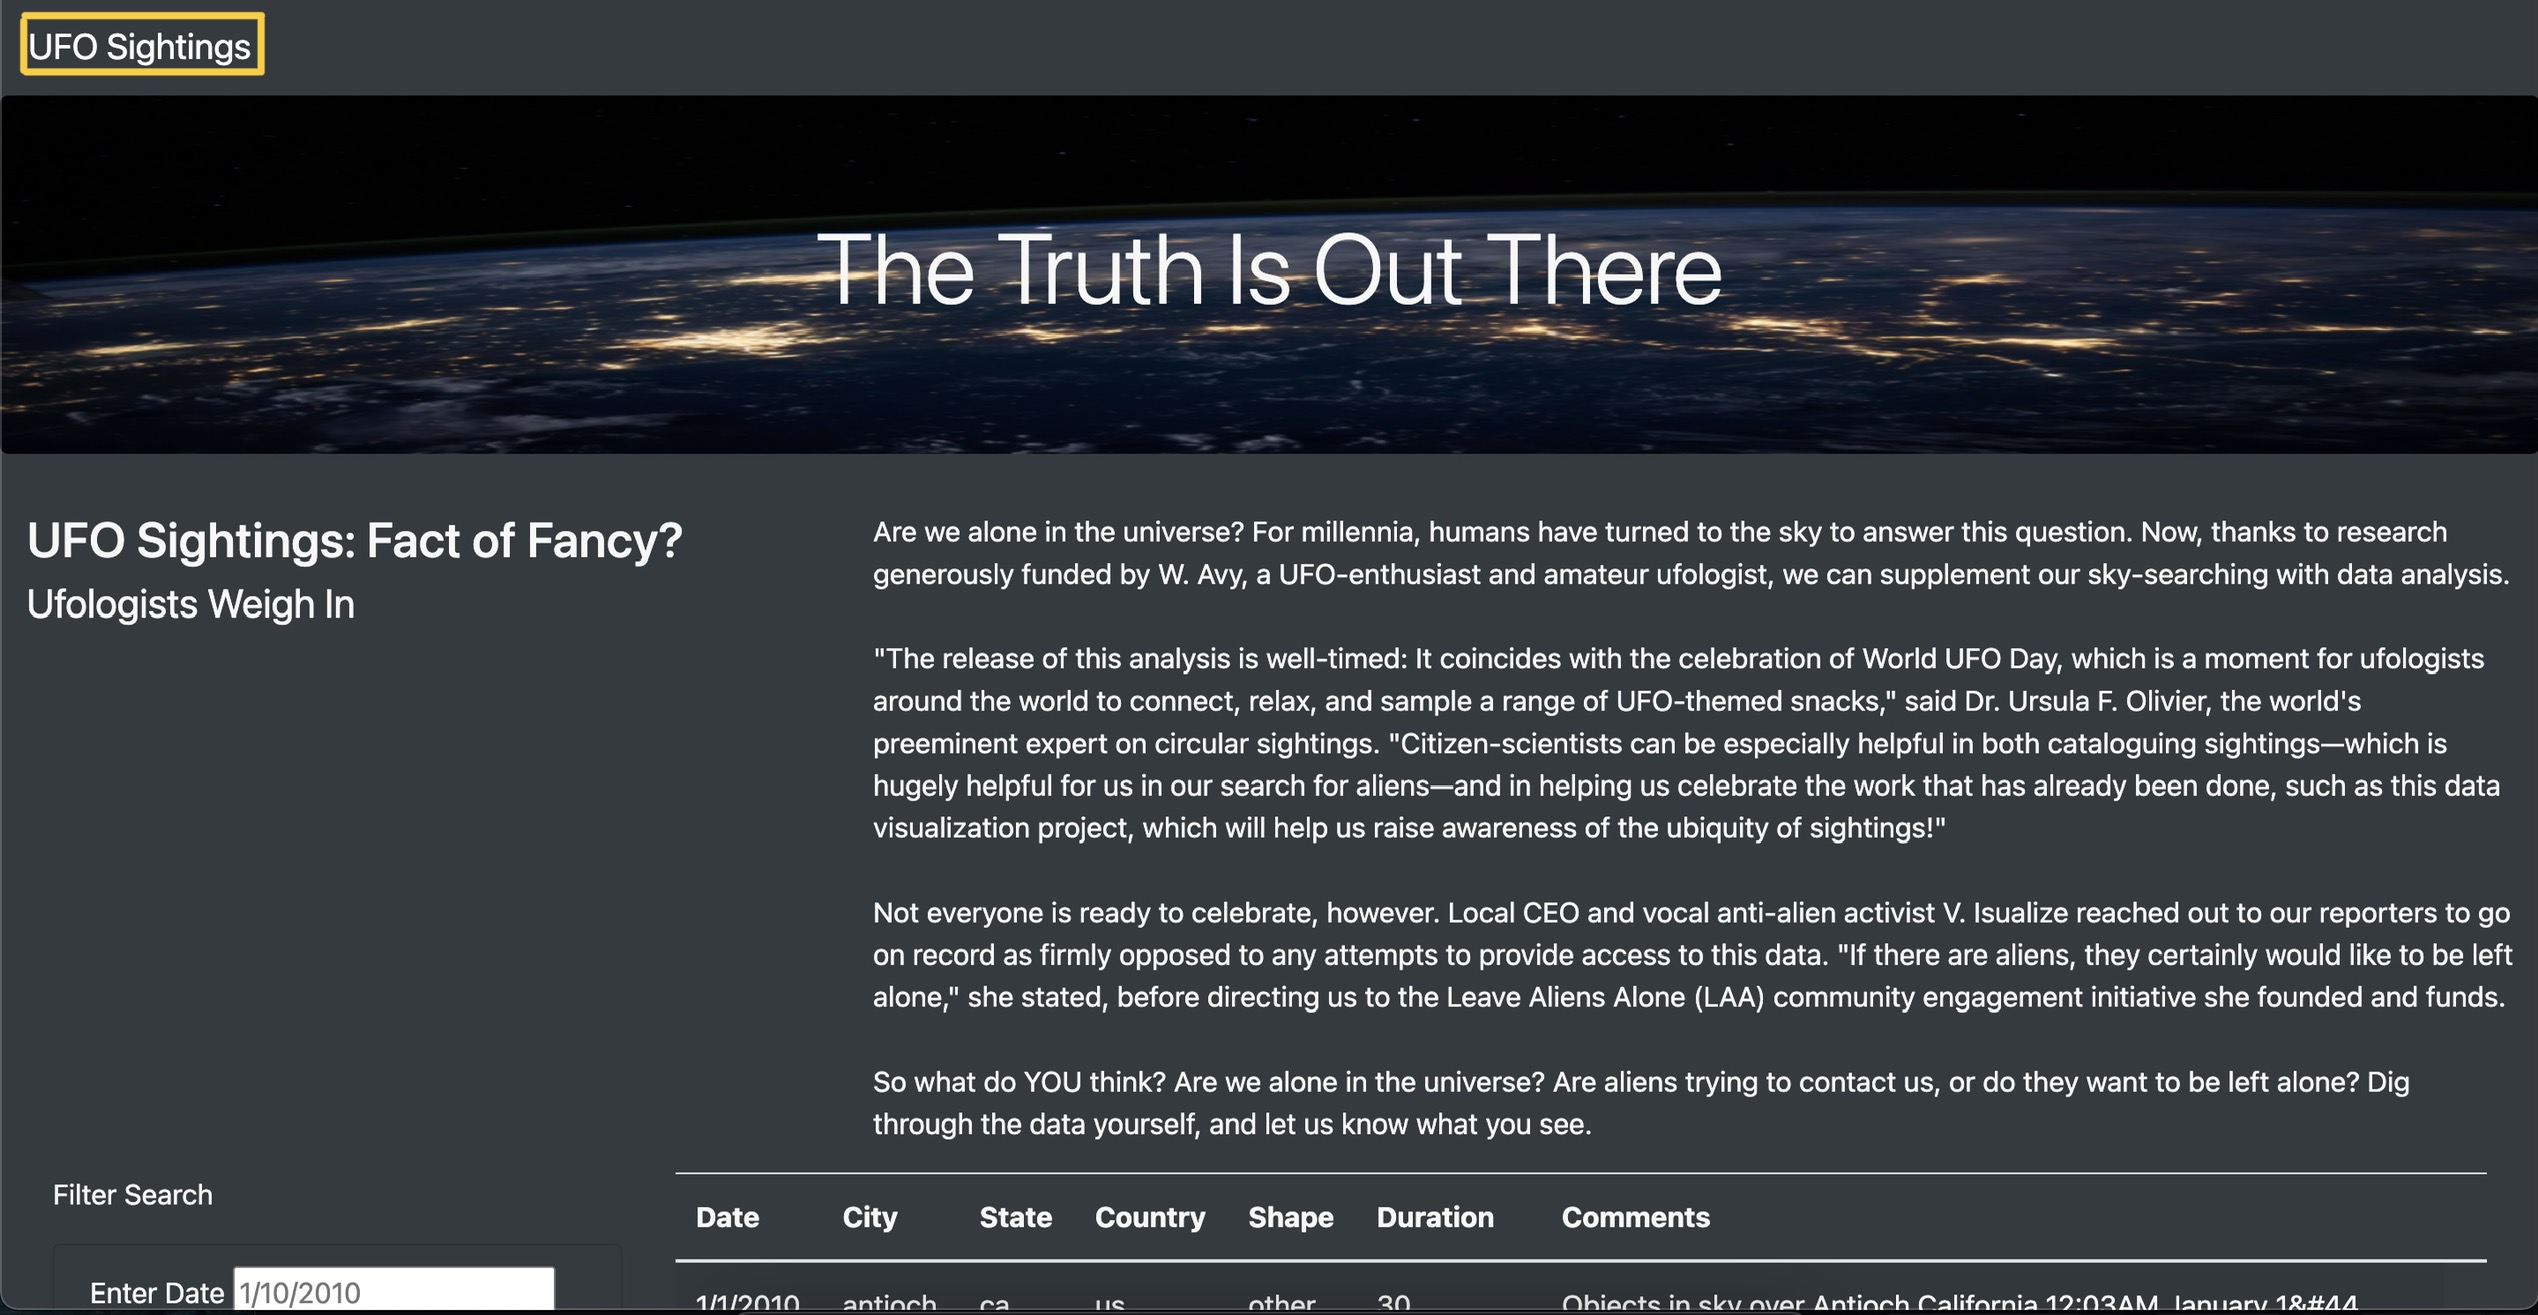 UFO Sightings
The Truth Is Out There
UFO Sightings: Fact of Fancy?
Ufologists Weigh In
Are we alone in the universe? For millennia, humans have turned to the sky to answer this question. Now, thanks to research
generously funded by W. Avy, a UFO-enthusiast and amateur ufologist, we can supplement our sky-searching with data analysis.
"The release of this analysis is well-timed: It coincides with the celebration of World UFO Day, which is a moment for ufologists
around the world to connect, relax, and sample a range of UFO-themed snacks," said Dr. Ursula F. Olivier, the world's
preeminent expert on circular sightings. "Citizen-scientists can be especially helpful in both cataloguing sightings—which is
hugely helpful for us in our search for aliens—and in helping us celebrate the work that has already been done, such as this data
visualization project, which will help us raise awareness of the ubiquity of sightings!"
Not everyone is ready to celebrate, however. Local CEO and vocal anti-alien activist V. Isualize reached out to our reporters to go
on record as firmly opposed to any attempts to provide access to this data. "If there are aliens, they certainly would like to be left
alone," she stated, before directing us to the Leave Aliens Alone (LAA) community engagement initiative she founded and funds.
So what do YOU think? Are we alone in the universe? Are aliens trying to contact us, or do they want to be left alone? Dig
through the data yourself, and let us know what you see.
Filter Search
Enter Date 1/10/2010
Date City State Country Shape Duration Comments
1/1/2010 antioch ca us other 30 Objects in sky over Antioch California 12:03AM January 1&#44